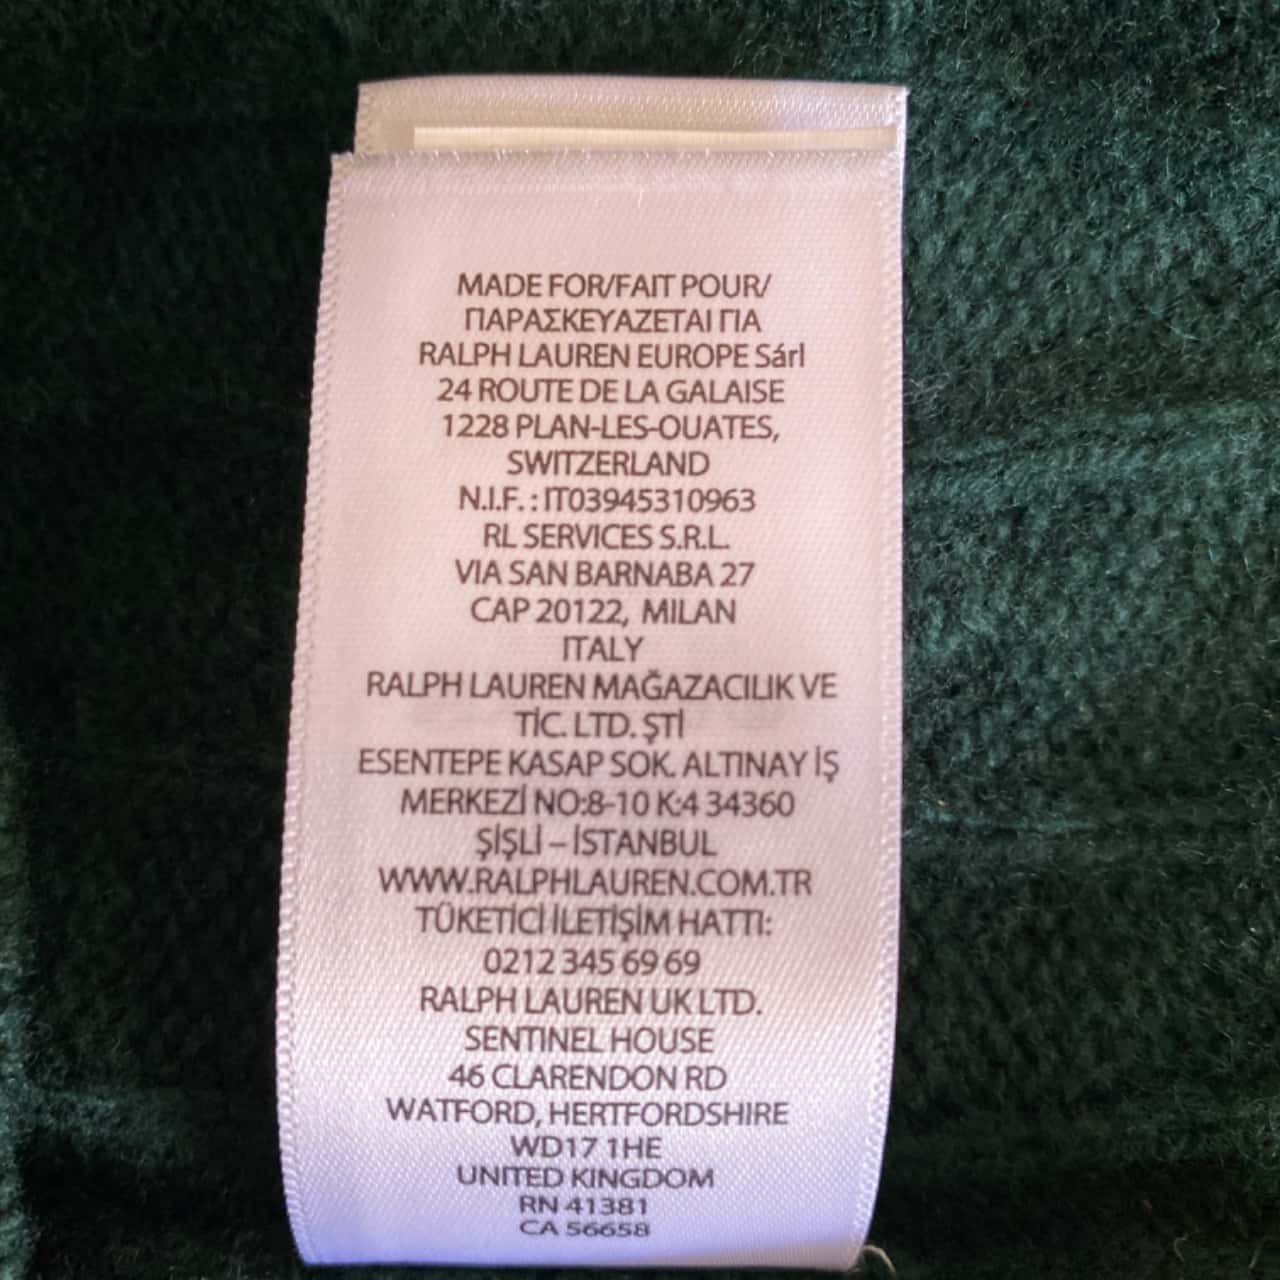 MADE FOR/FAIT POUR/
ΠΑΡΑΣΚΕΥΑΖΕΤΑΙ ΓΙΑ
RALPH LAUREN EUROPE Sárl
24 ROUTE DE LA GALAISE
1228 PLAN-LES-OUATES,
SWITZERLAND
N.I.F. : IT03945310963
RL SERVICES S.R.L.
VIA SAN BARNABA 27
CAP 20122, MILAN
ITALY
RALPH LAUREN MAĞAZACILIK VE
TİC. LTD. ŞTİ
ESENTEPE KASAP SOK. ALTINAY İŞ
MERKEZİ NO:8-10 K:4 34360
ŞİŞLİ – İSTANBUL
WWW.RALPHLAUREN.COM.TR
TÜKETİCİ İLETİŞİM HATTI:
0212 345 69 69
RALPH LAUREN UK LTD.
SENTINEL HOUSE
46 CLARENDON RD
WATFORD, HERTFORDSHIRE
WD17 1HE
UNITED KINGDOM
RN 41381
CA 56658